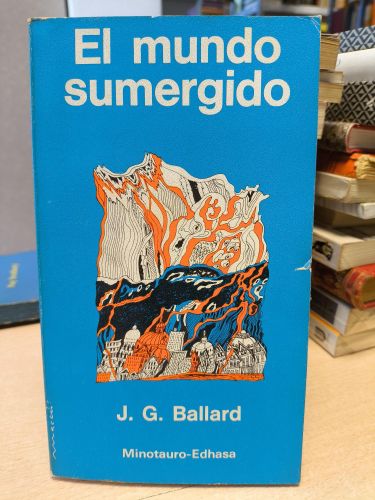 El mundo
sumergido
J. G. Ballard
Minotauro-Edhasa